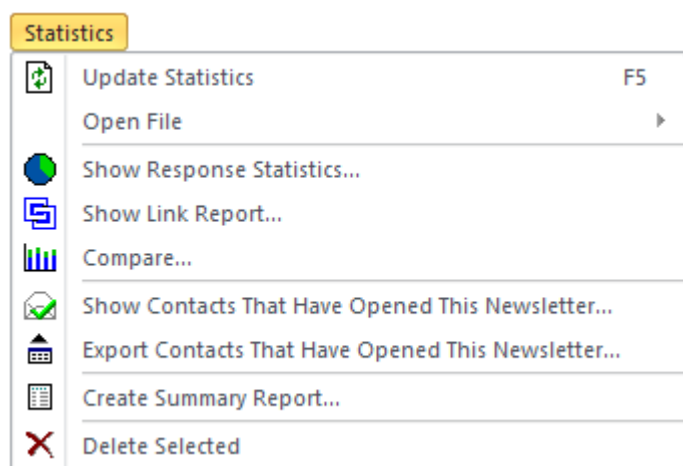 Statistics
Update Statistics F5
Open File
Show Response Statistics...
Show Link Report...
Compare...
Show Contacts That Have Opened This Newsletter...
Export Contacts That Have Opened This Newsletter...
Create Summary Report...
Delete Selected